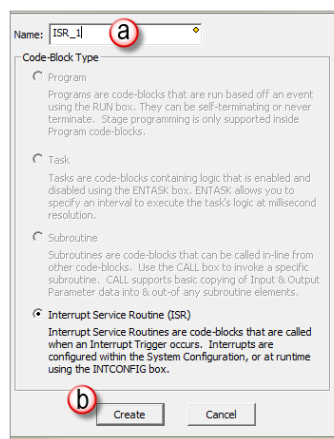 Name: ISR_1 a
Code-Block Type
Program
Programs are code-blocks that are run based off an event
using the RUN box. They can be self-terminating or never
terminate. Stage programming is only supported inside
Program code-blocks.
Task
Tasks are code-blocks containing logic that is enabled and
disabled using the ENTASK box. ENTASK allows you to
specify an interval to execute the task's logic at millisecond
resolution.
Subroutine
Subroutines are code-blocks that can be called in-line from
other code-blocks. Use the CALL box to invoke a specific
subroutine. CALL supports basic copying of Input & Output
Parameter data into & out-of any subroutine elements.
Interrupt Service Routine (ISR)
Interrupt Service Routines are code-blocks that are called
when an Interrupt Trigger occurs. Interrupts are
configured within the System Configuration, or at runtime
using the INTCONFIG box.
b
Create Cancel